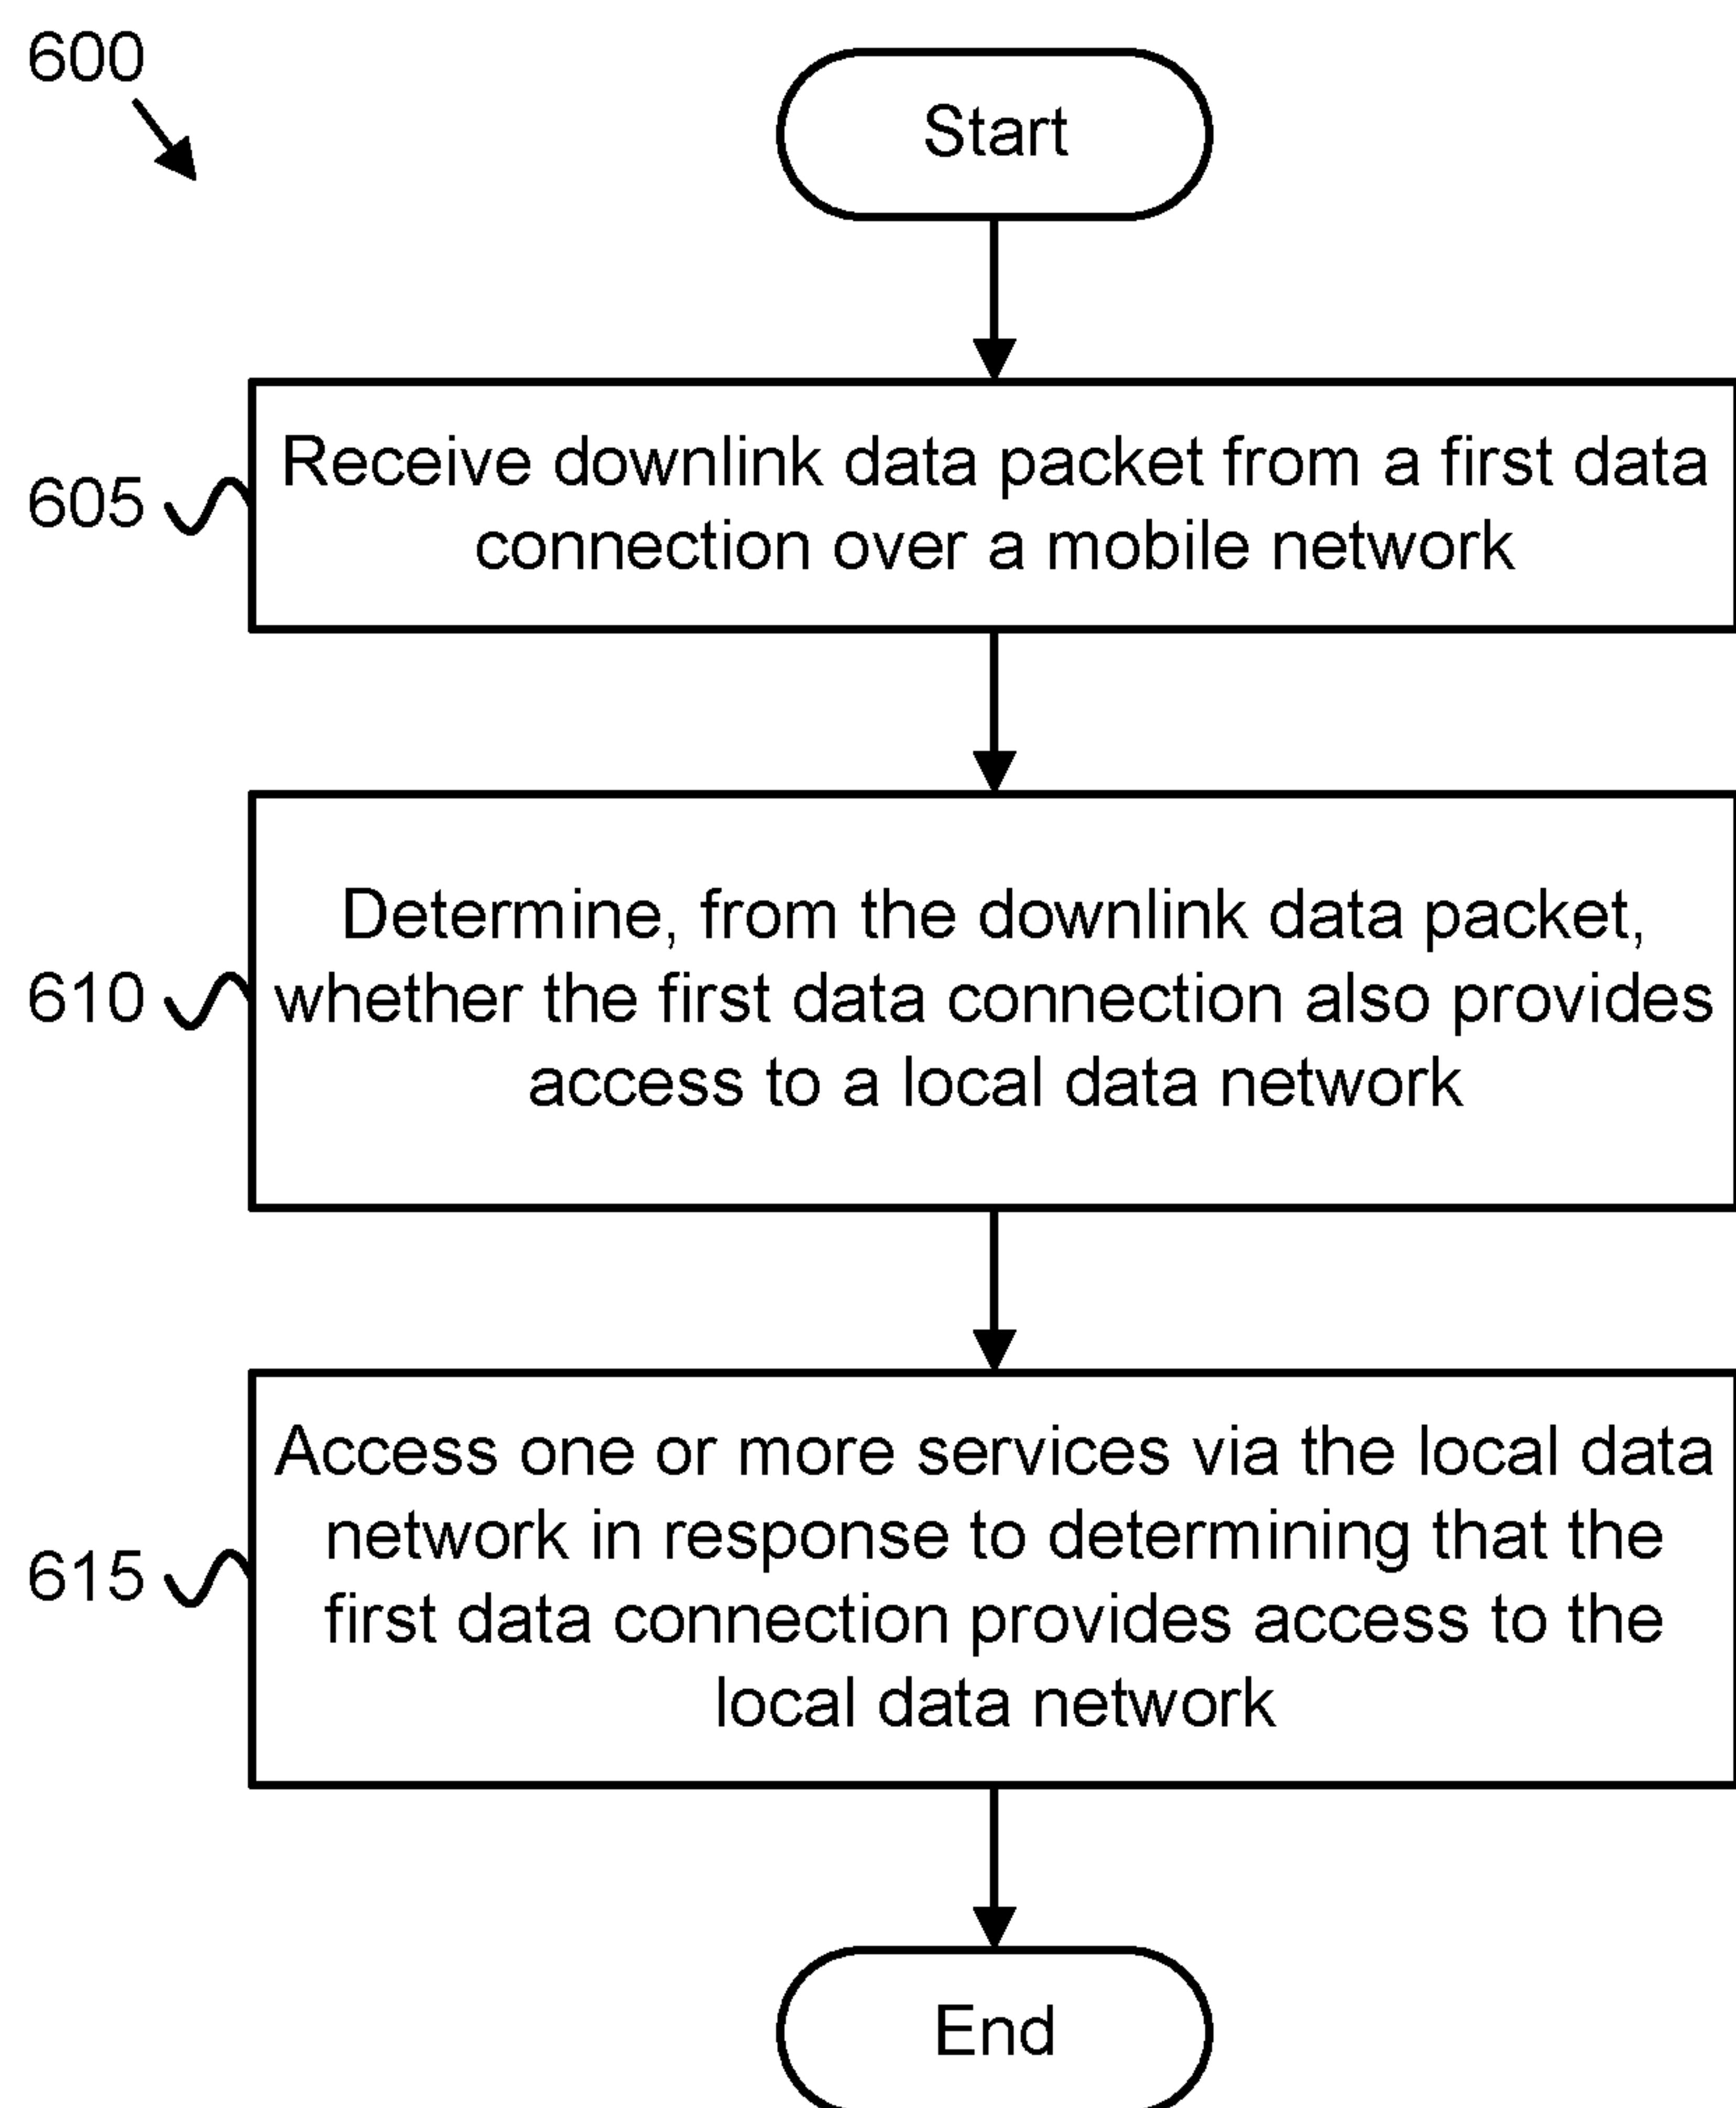 600
Start
605
Receive downlink data packet from a first data
connection over a mobile network
610
Determine, from the downlink data packet,
whether the first data connection also provides
access to a local data network
615
Access one or more services via the local data
network in response to determining that the
first data connection provides access to the
local data network
End